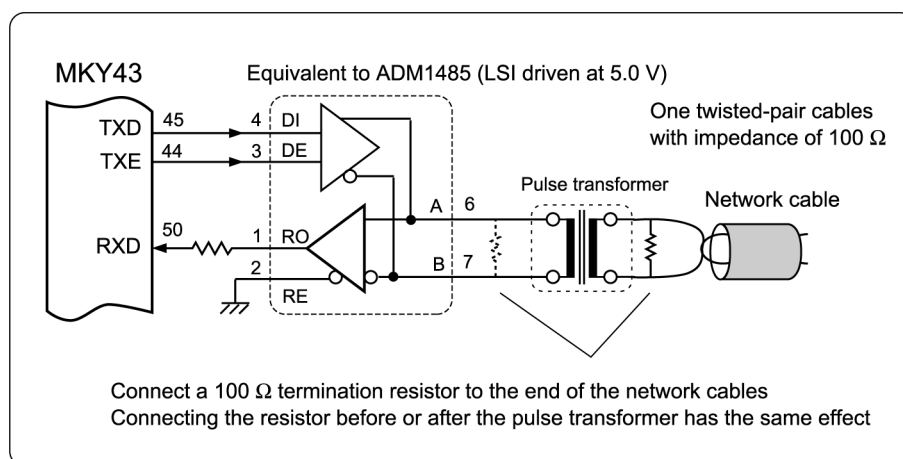 MKY43
Equivalent to ADM1485 (LSI driven at 5.0 V)
One twisted-pair cables
with impedance of 100 Ω
TXD 45 4 DI
TXE 44 3 DE
Pulse transformer
Network cable
A 6
RXD 50 1 RO
B 7
2 RE
Connect a 100 Ω termination resistor to the end of the network cables
Connecting the resistor before or after the pulse transformer has the same effect